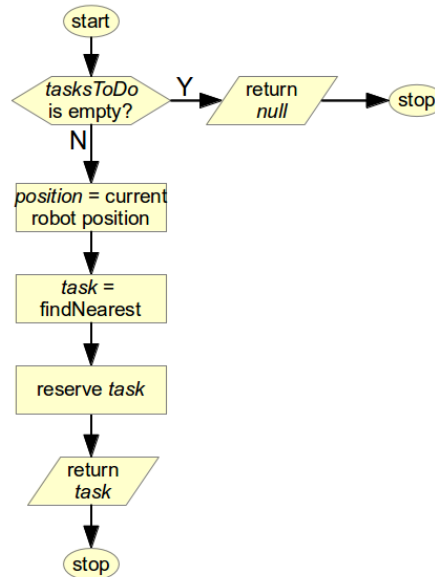 start
tasksToDo
is empty?
Y
return
null
stop
N
position = current
robot position
task =
findNearest
reserve task
return
task
stop